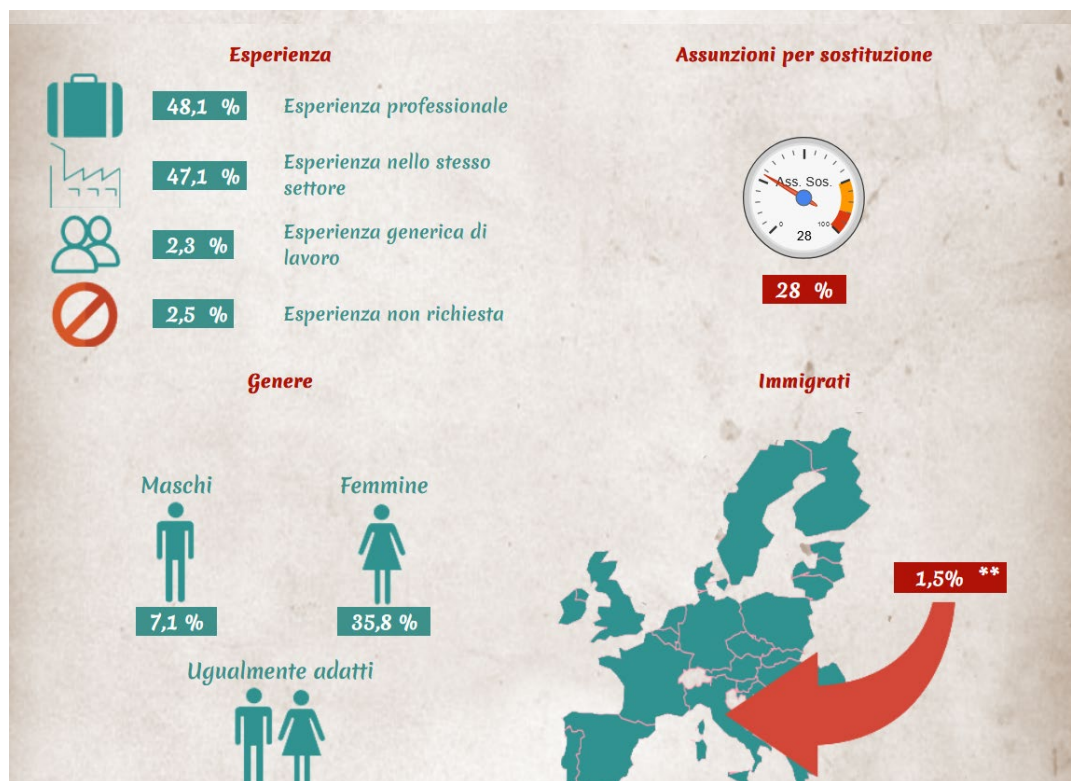 Esperienza
48,1 %
Esperienza professionale
47,1 %
Esperienza nello stesso
settore
2,3 %
Esperienza generica di
lavoro
2,5 %
Esperienza non richiesta
Assunzioni per sostituzione
Ass. Sos.
0
100
28
28 %
Genere
Maschi
Femmine
7,1 %
35,8 %
Ugualmente adatti
Immigrati
1,5% **